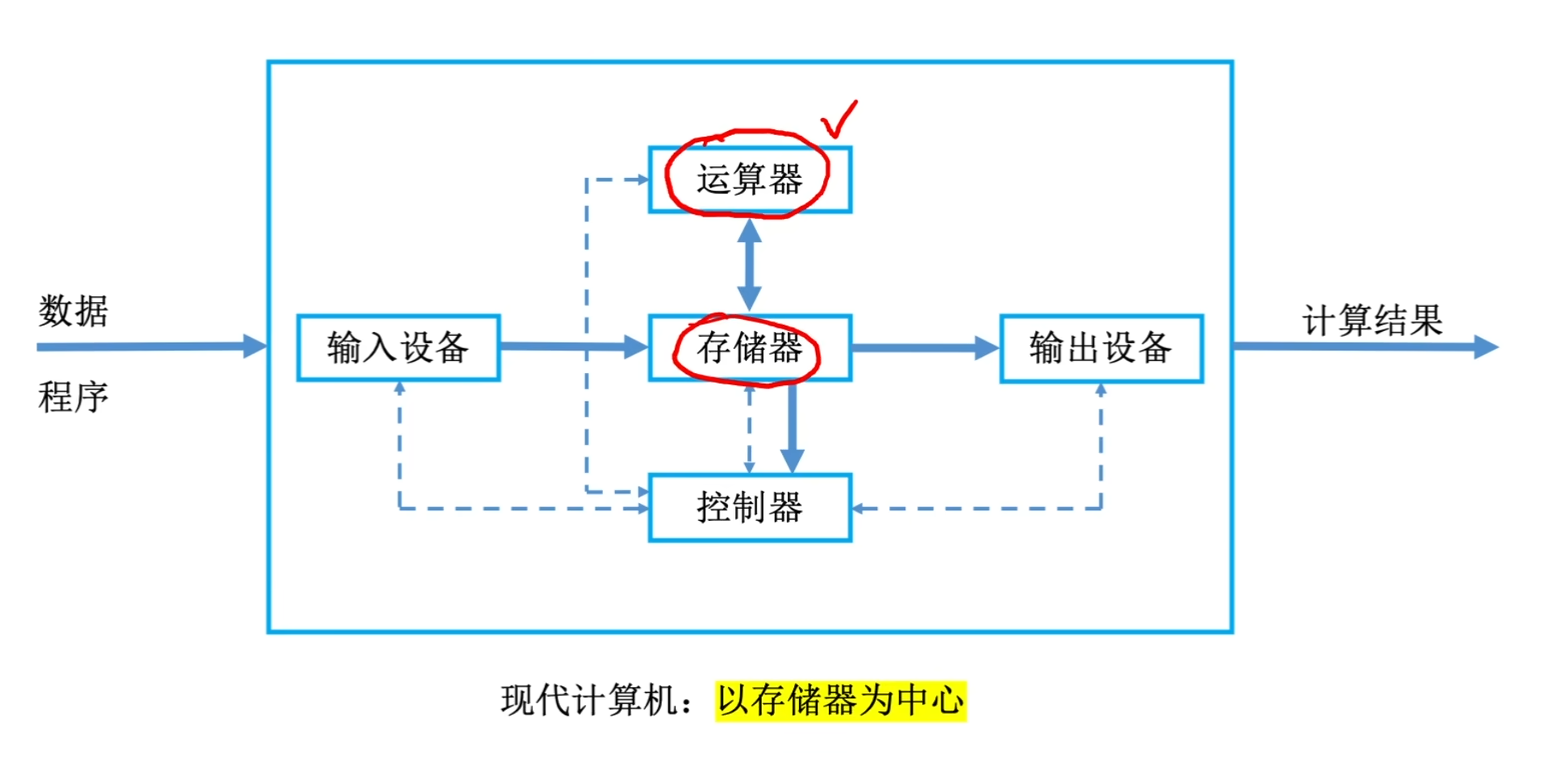 运算器
数据
程序
输入设备
存储器
输出设备
计算结果
控制器
现代计算机：以存储器为中心